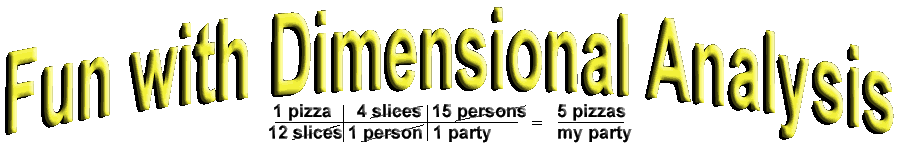 Fun with Dimensional Analysis
1 pizza 4 slices 15 persons 5 pizzas
12 slices 1 person 1 party = my party